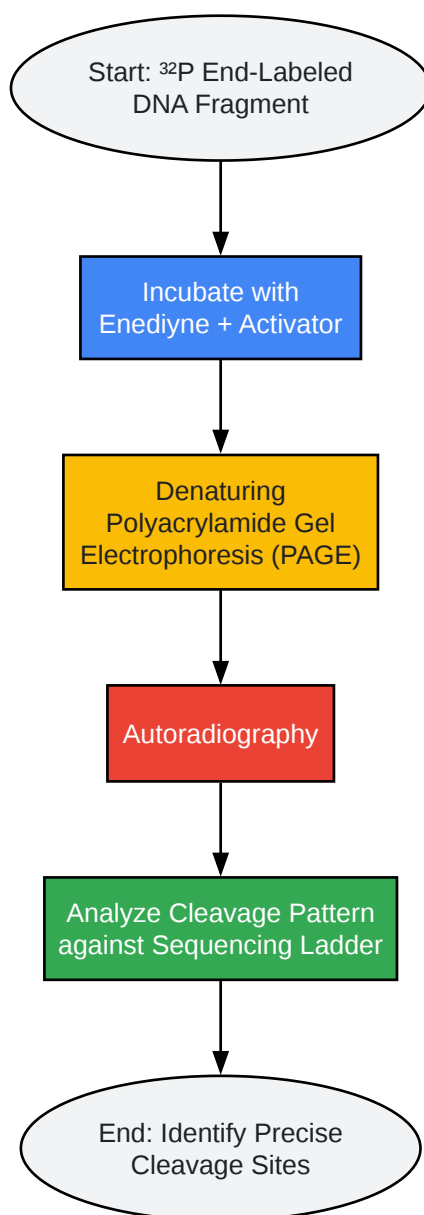 Start: ³²P End-Labeled
DNA Fragment
Incubate with
Enediyne + Activator
Denaturing
Polyacrylamide Gel
Electrophoresis (PAGE)
Autoradiography
Analyze Cleavage Pattern
against Sequencing Ladder
End: Identify Precise
Cleavage Sites